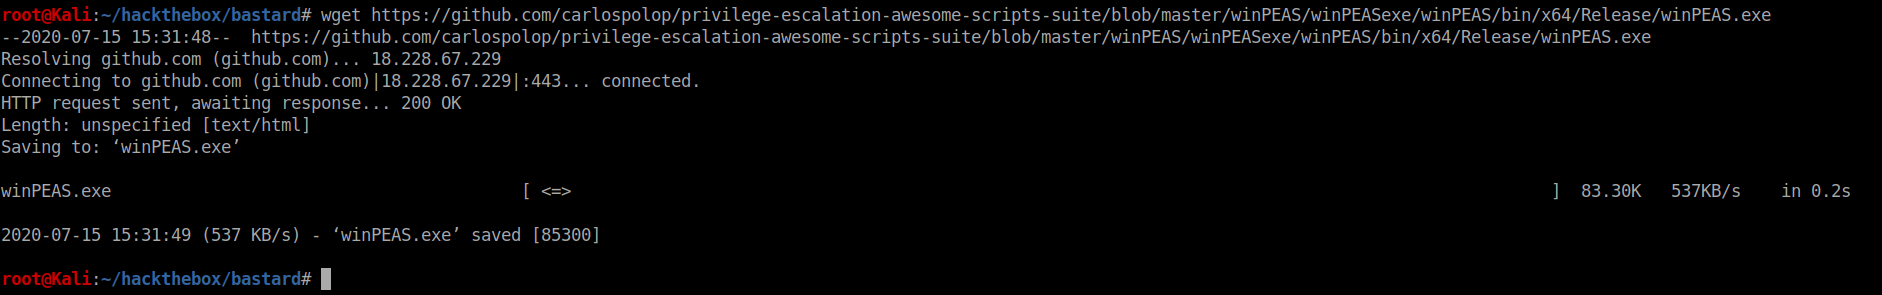 root@Kali:~/hackthebox/bastard# wget https://github.com/carlospolop/privilege-escalation-awesome-scripts-suite/blob/master/winPEAS/winPEASexe/winPEAS/bin/x64/Release/winPEAS.exe
--2020-07-15 15:31:48--  https://github.com/carlospolop/privilege-escalation-awesome-scripts-suite/blob/master/winPEAS/winPEASexe/winPEAS/bin/x64/Release/winPEAS.exe
Resolving github.com (github.com)... 18.228.67.229
Connecting to github.com (github.com)|18.228.67.229|:443... connected.
HTTP request sent, awaiting response... 200 OK
Length: unspecified [text/html]
Saving to: ‘winPEAS.exe’
winPEAS.exe [ <=> ] 83.30K 537KB/s in 0.2s
2020-07-15 15:31:49 (537 KB/s) - ‘winPEAS.exe’ saved [85300]
root@Kali:~/hackthebox/bastard#